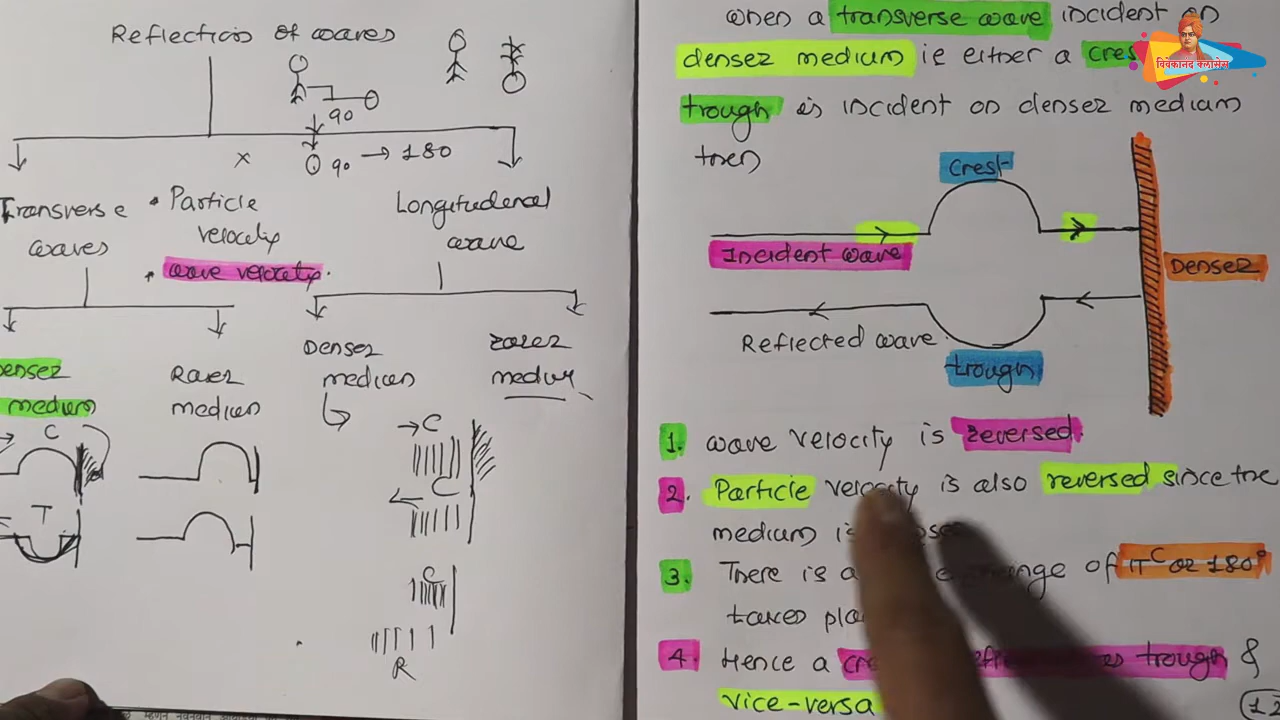 Reflection of waves
90
90 → 180
x
Transverse
waves
• Particle
velocity
• wave velocity.
Longitudenal
wave
Denser
medium
Rarer
medium
Denser
medium
rarer
medium
C
T
C
C
C
R
when a transverse wave incident on
denser medium ie either a cres
trough is incident on denser medium
then
Crest
Incident wave
Denser
Reflected wave
trough
1. wave velocity is reversed.
2. Particle velocity is also reversed since the
medium is
3. There is a change of π^C or 180°
takes pla
4. Hence a trough &
vice-versa
विवेकानंद क्लासेस